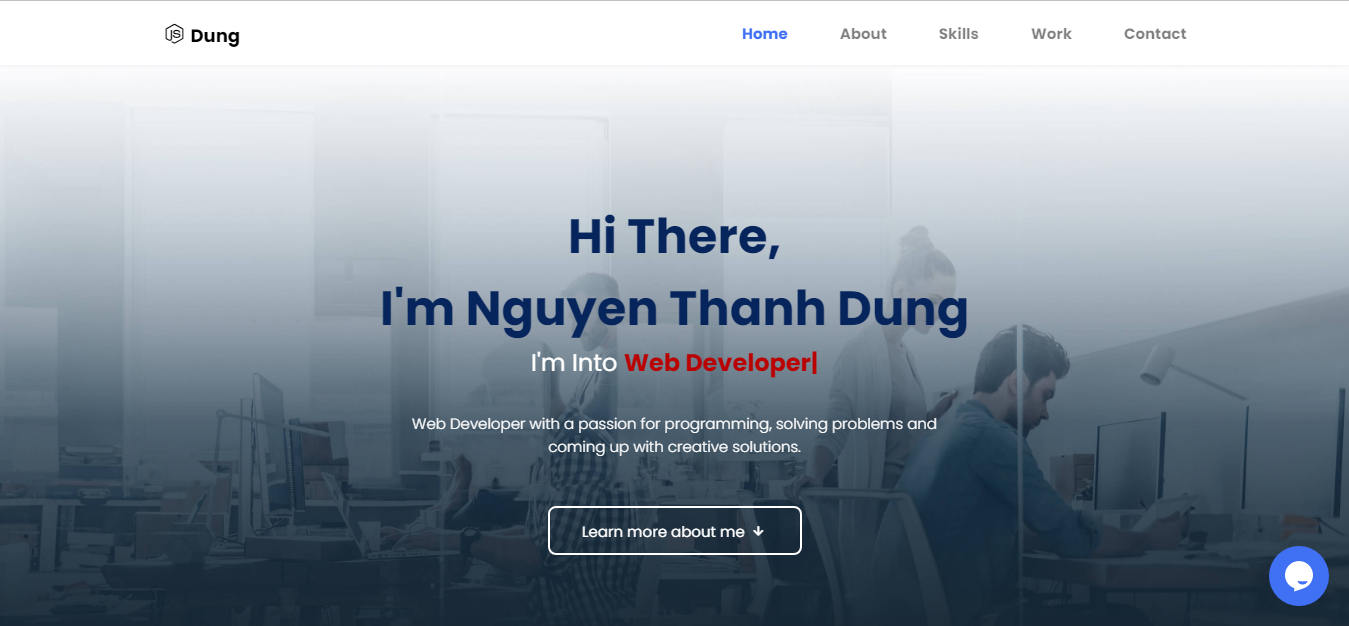 JS Dung
Home About Skills Work Contact
Hi There,
I'm Nguyen Thanh Dung
I'm Into Web Developer|
Web Developer with a passion for programming, solving problems and
coming up with creative solutions.
Learn more about me ↓